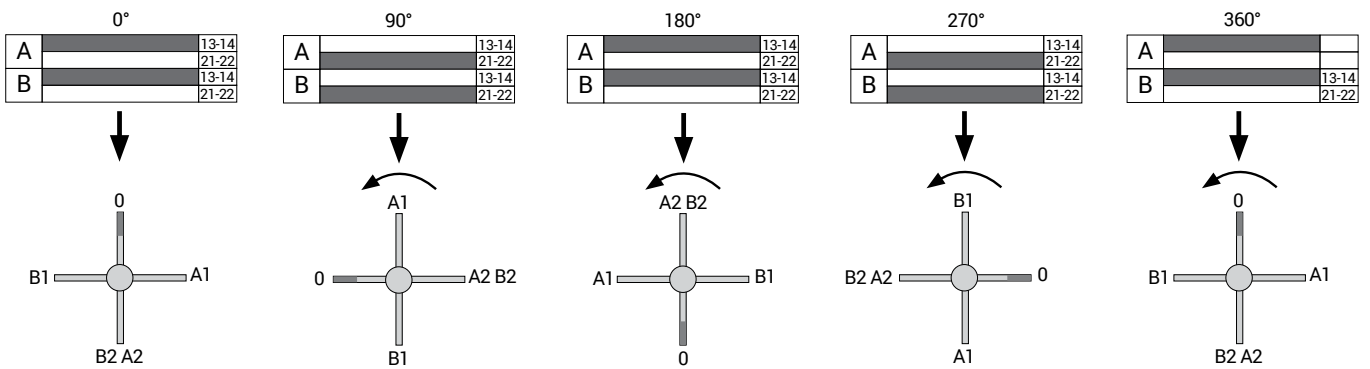 0° 90° 180° 270° 360°
A 13-14 A 13-14 A 13-14 A 13-14 A
21-22 21-22 21-22 21-22
B 13-14 B 13-14 B 13-14 B 13-14 B 13-14
21-22 21-22 21-22 21-22 21-22
0 A1 A2 B2 B1 0
B1 A1 0 A2 B2 A1 B1 B2 A2 0 B1 A1
B2 A2 B1 0 A1 B2 A2